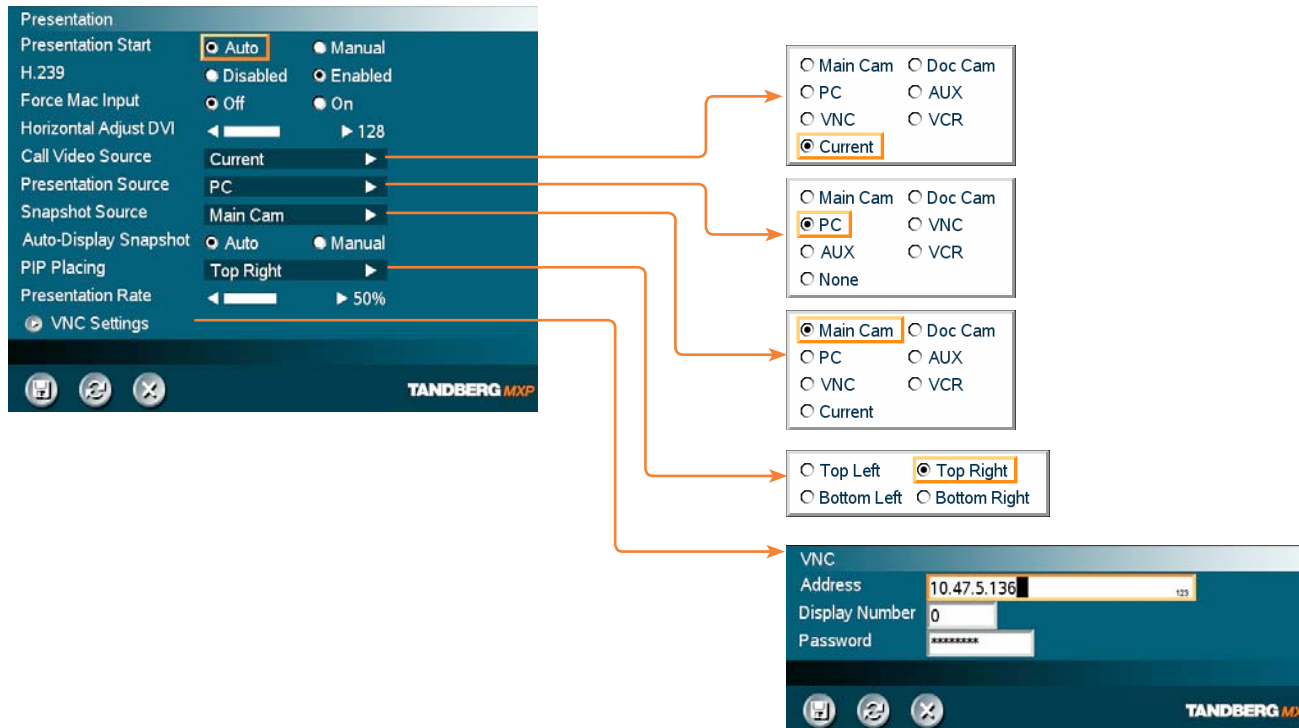 Presentation
Presentation Start Auto Manual
H.239 Disabled Enabled
Force Mac Input Off On
Horizontal Adjust DVI 128
Call Video Source Current
Presentation Source PC
Snapshot Source Main Cam
Auto-Display Snapshot Auto Manual
PIP Placing Top Right
Presentation Rate 50%
VNC Settings
TANDBERG MXP
Main Cam Doc Cam
PC AUX
VNC VCR
Current
Main Cam Doc Cam
PC VNC
AUX VCR
None
Main Cam Doc Cam
PC AUX
VNC VCR
Current
Top Left Top Right
Bottom Left Bottom Right
VNC
Address 10.47.5.136 123
Display Number 0
Password ********
TANDBERG MX